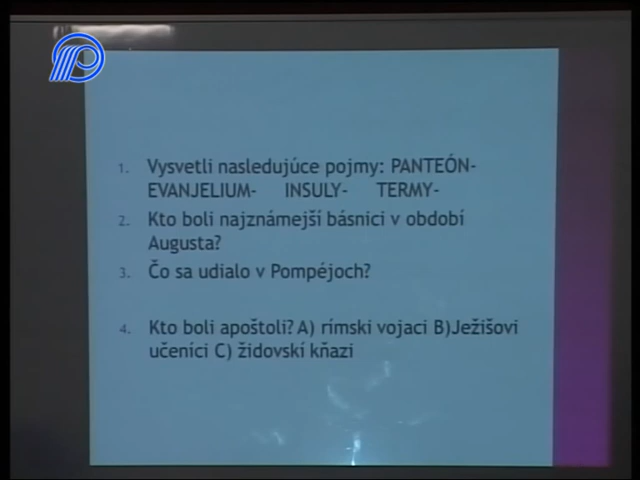 1. Vysvetli nasledujúce pojmy: PANTEÓN-
EVANJELIUM- INSULY- TERMY-
2. Kto boli najznámejší básnici v období
Augusta?
3. Čo sa udialo v Pompéjoch?
4. Kto boli apoštoli? A) rímski vojaci B)Ježišovi
učeníci C) židovskí kňazi